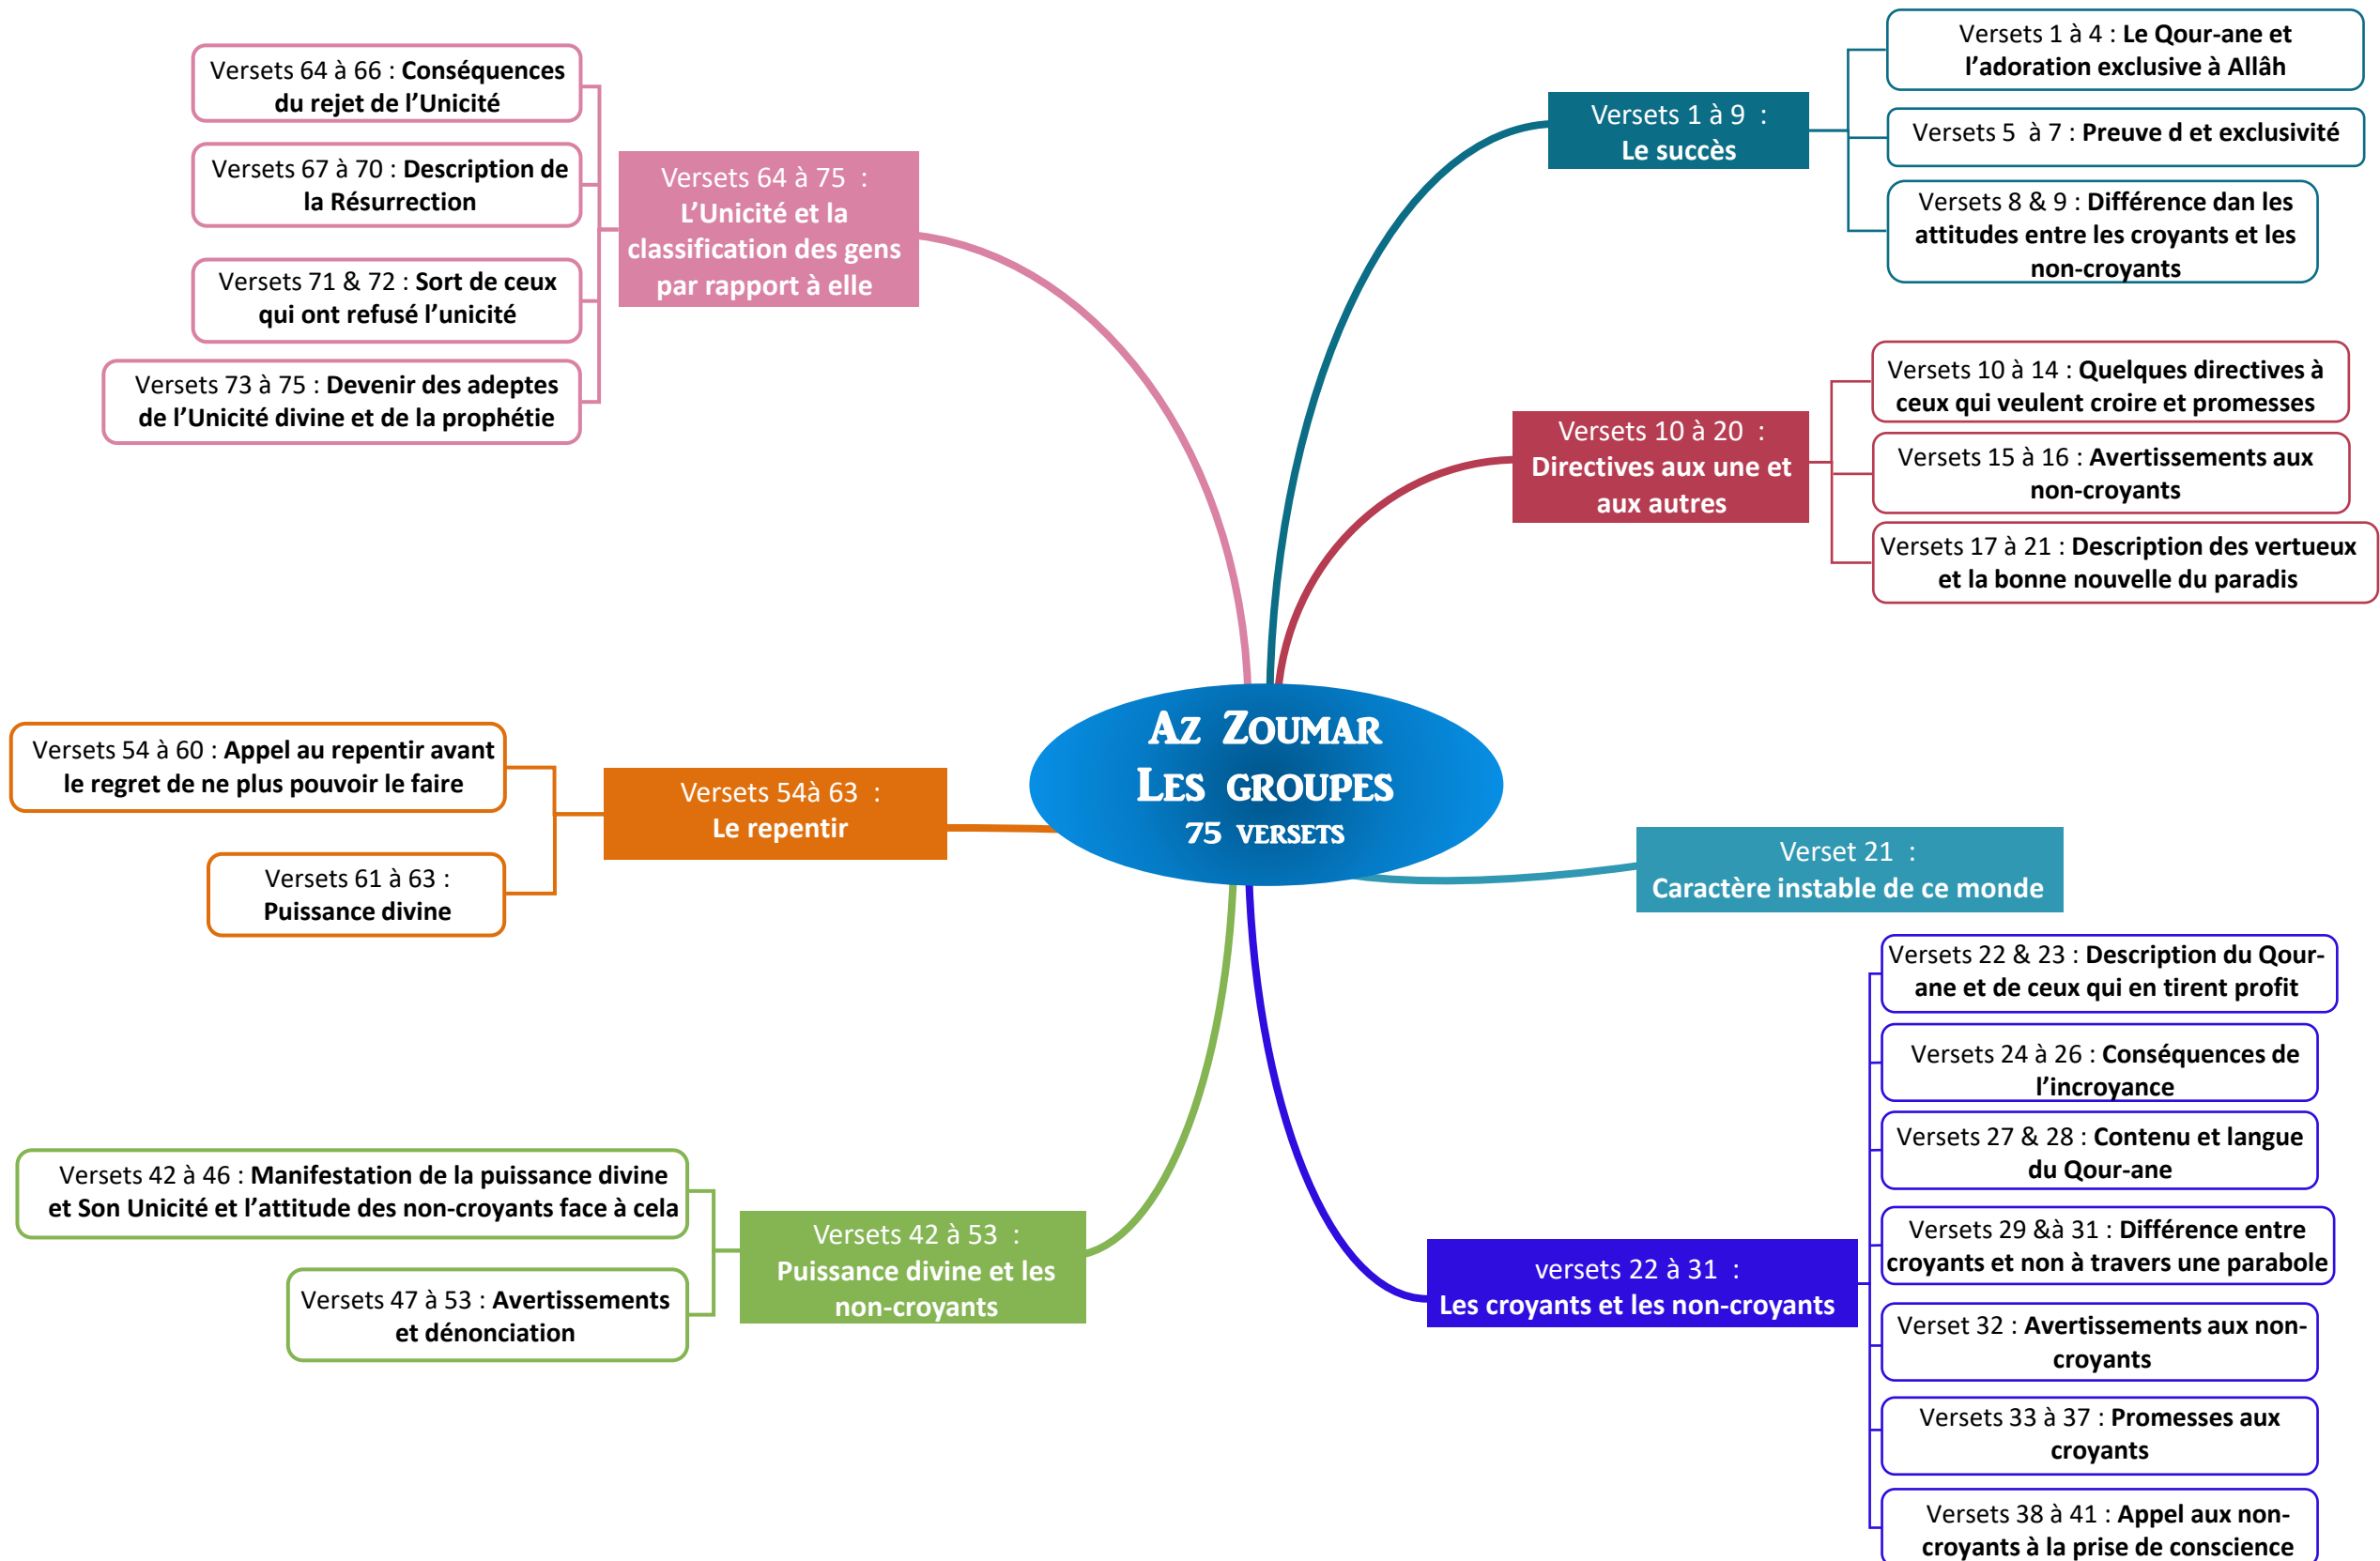 Az Zoumar
Les groupes
75 versets
Versets 1 à 9 :
Le succès
Versets 1 à 4 : Le Qour-ane et
l’adoration exclusive à Allâh
Versets 5 à 7 : Preuve d et exclusivité
Versets 8 & 9 : Différence dan les
attitudes entre les croyants et les
non-croyants
Versets 10 à 20 :
Directives aux une et
aux autres
Versets 10 à 14 : Quelques directives à
ceux qui veulent croire et promesses
Versets 15 à 16 : Avertissements aux
non-croyants
Versets 17 à 21 : Description des vertueux
et la bonne nouvelle du paradis
Verset 21 :
Caractère instable de ce monde
versets 22 à 31 :
Les croyants et les non-croyants
Versets 22 & 23 : Description du Qour-
ane et de ceux qui en tirent profit
Versets 24 à 26 : Conséquences de
l’incroyance
Versets 27 & 28 : Contenu et langue
du Qour-ane
Versets 29 &à 31 : Différence entre
croyants et non à travers une parabole
Verset 32 : Avertissements aux non-
croyants
Versets 33 à 37 : Promesses aux
croyants
Versets 38 à 41 : Appel aux non-
croyants à la prise de conscience
Versets 42 à 53 :
Puissance divine et les
non-croyants
Versets 42 à 46 : Manifestation de la puissance divine
et Son Unicité et l’attitude des non-croyants face à cela
Versets 47 à 53 : Avertissements
et dénonciation
Versets 54à 63 :
Le repentir
Versets 54 à 60 : Appel au repentir avant
le regret de ne plus pouvoir le faire
Versets 61 à 63 :
Puissance divine
Versets 64 à 75 :
L’Unicité et la
classification des gens
par rapport à elle
Versets 64 à 66 : Conséquences
du rejet de l’Unicité
Versets 67 à 70 : Description de
la Résurrection
Versets 71 & 72 : Sort de ceux
qui ont refusé l’unicité
Versets 73 à 75 : Devenir des adeptes
de l’Unicité divine et de la prophétie